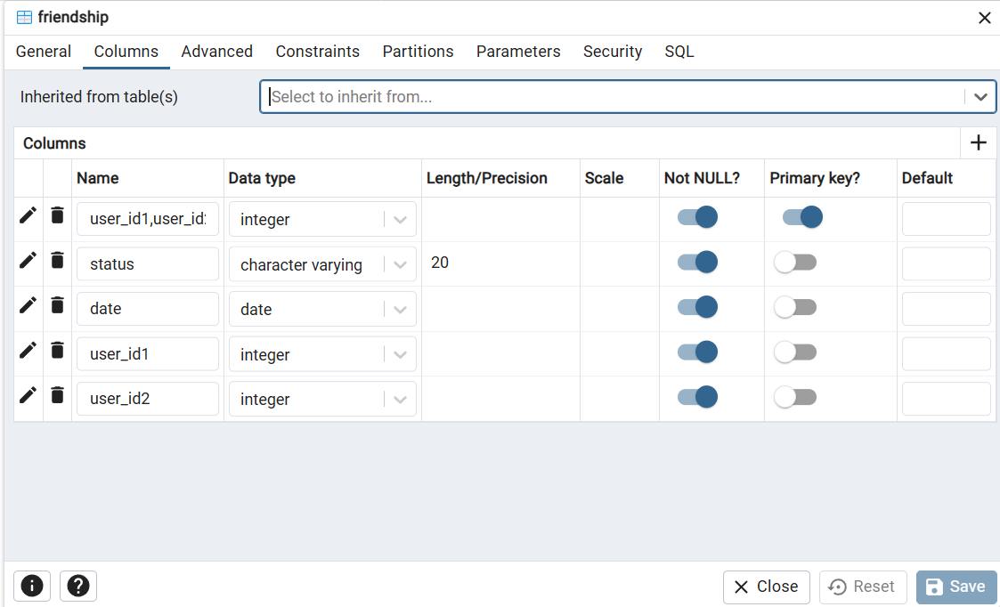 friendship
General Columns Advanced Constraints Partitions Parameters Security SQL
Inherited from table(s) Select to inherit from...
Columns
Name Data type Length/Precision Scale Not NULL? Primary key? Default
user_id1,user_id integer
status character varying 20
date date
user_id1 integer
user_id2 integer
Close Reset Save